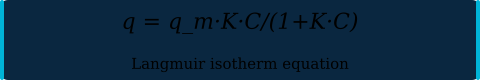 q = q_m·K·C/(1+K·C)
Langmuir isotherm equation